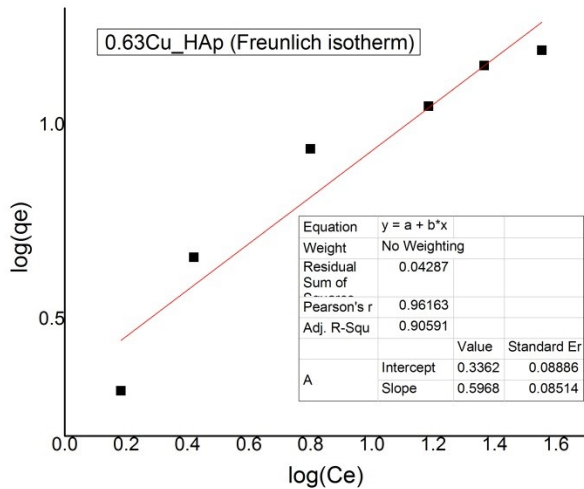 0.63Cu_HAp (Freunlich isotherm)
1.0
0.5
log(qe)
Equation y = a + b*x
Weight No Weighting
Residual 0.04287
Sum of
Pearson's r 0.96163
Adj. R-Squ 0.90591
Value Standard Er
A
Intercept 0.3362 0.08886
Slope 0.5968 0.08514
0.0 0.2 0.4 0.6 0.8 1.0 1.2 1.4 1.6
log(Ce)